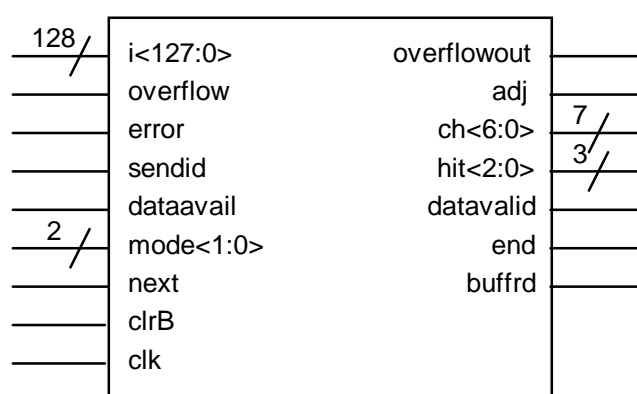 128 i<127:0> overflowout
overflow adj
error ch<6:0> 7
sendid hit<2:0> 3
dataavail datavalid
2 mode<1:0> end
next buffrd
clrB
clk